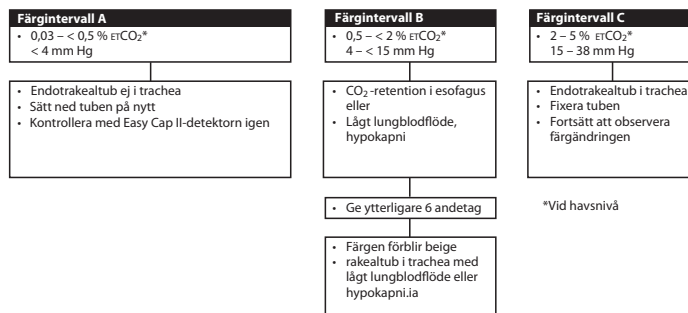 Färgintervall A
• 0,03 – < 0,5 % ETCO₂*
< 4 mm Hg
• Endotrakealtub ej i trachea
• Sätt ned tuben på nytt
• Kontrollera med Easy Cap II-detektorn igen
Färgintervall B
• 0,5 – < 2 % ETCO₂*
4 – < 15 mm Hg
• CO₂ -retention i esofagus
eller
• Lågt lungblodflöde,
hypokapni
• Ge ytterligare 6 andetag
• Färgen förblir beige
• rakealtub i trachea med
lågt lungblodflöde eller
hypokapni.ia
Färgintervall C
• 2 – 5 % ETCO₂*
15 – 38 mm Hg
• Endotrakealtub i trachea
• Fixera tuben
• Fortsätt att observera
färgändringen
*Vid havsnivå